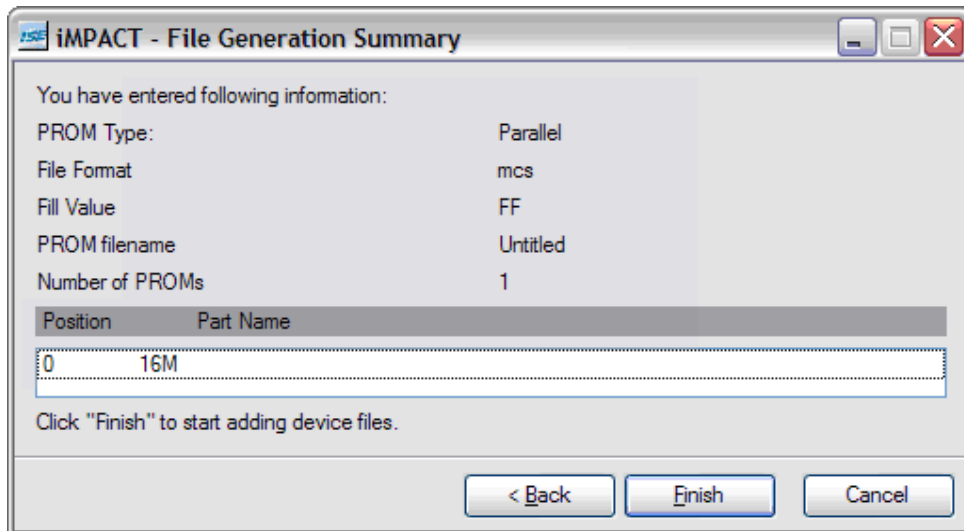 ISE iMPACT - File Generation Summary
You have entered following information:
PROM Type: Parallel
File Format mcs
Fill Value FF
PROM filename Untitled
Number of PROMs 1
Position Part Name
0 16M
Click "Finish" to start adding device files.
< Back Finish Cancel